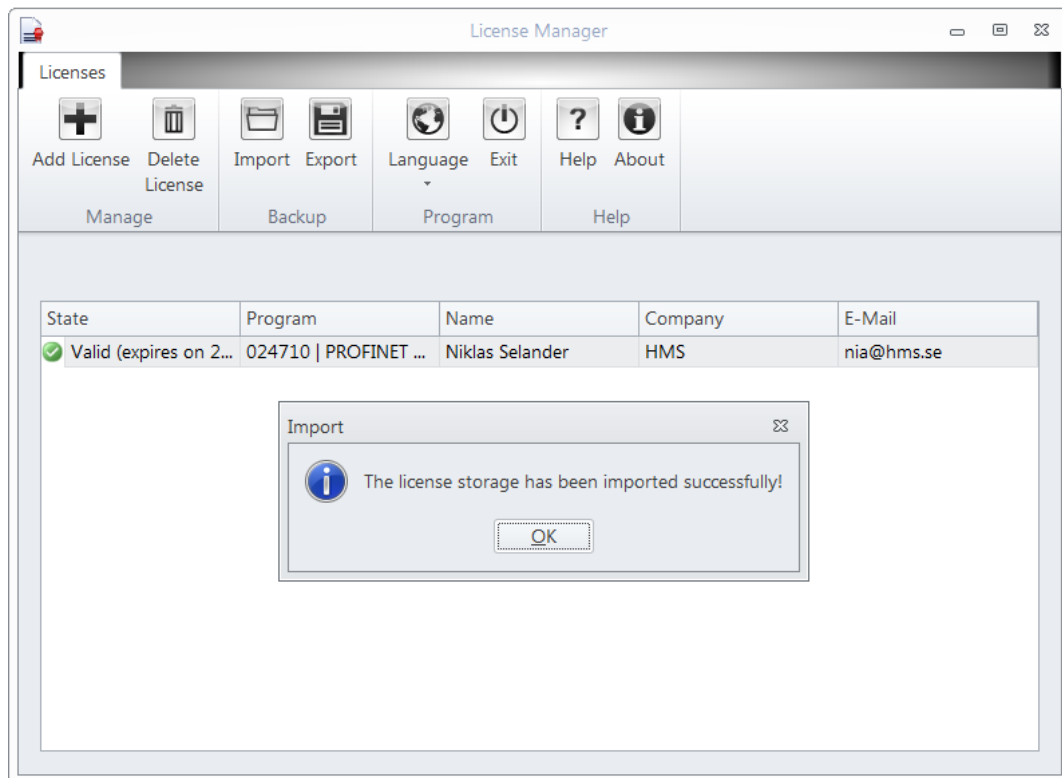 License Manager
Licenses
Add License Delete License Import Export Language Exit Help About
Manage Backup Program Help
State Program Name Company E-Mail
Valid (expires on 2... 024710 | PROFINET ... Niklas Selander HMS nia@hms.se
Import
The license storage has been imported successfully!
OK